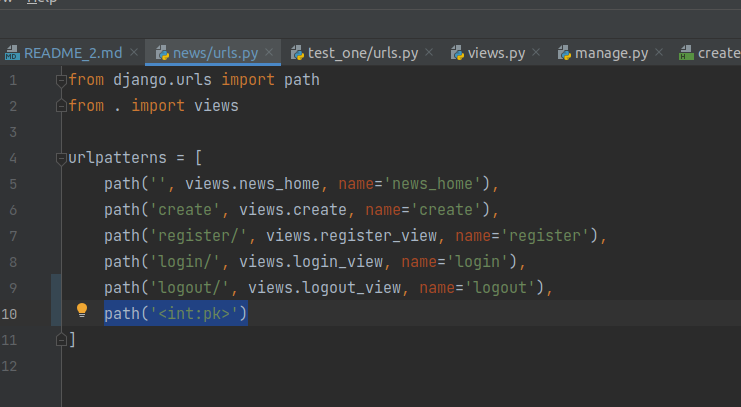 Help
README_2.md news/urls.py test_one/urls.py views.py manage.py create
1 from django.urls import path
2 from . import views
3
4 urlpatterns = [
5 path('', views.news_home, name='news_home'),
6 path('create', views.create, name='create'),
7 path('register/', views.register_view, name='register'),
8 path('login/', views.login_view, name='login'),
9 path('logout/', views.logout_view, name='logout'),
10 path('<int:pk>')
11 ]
12